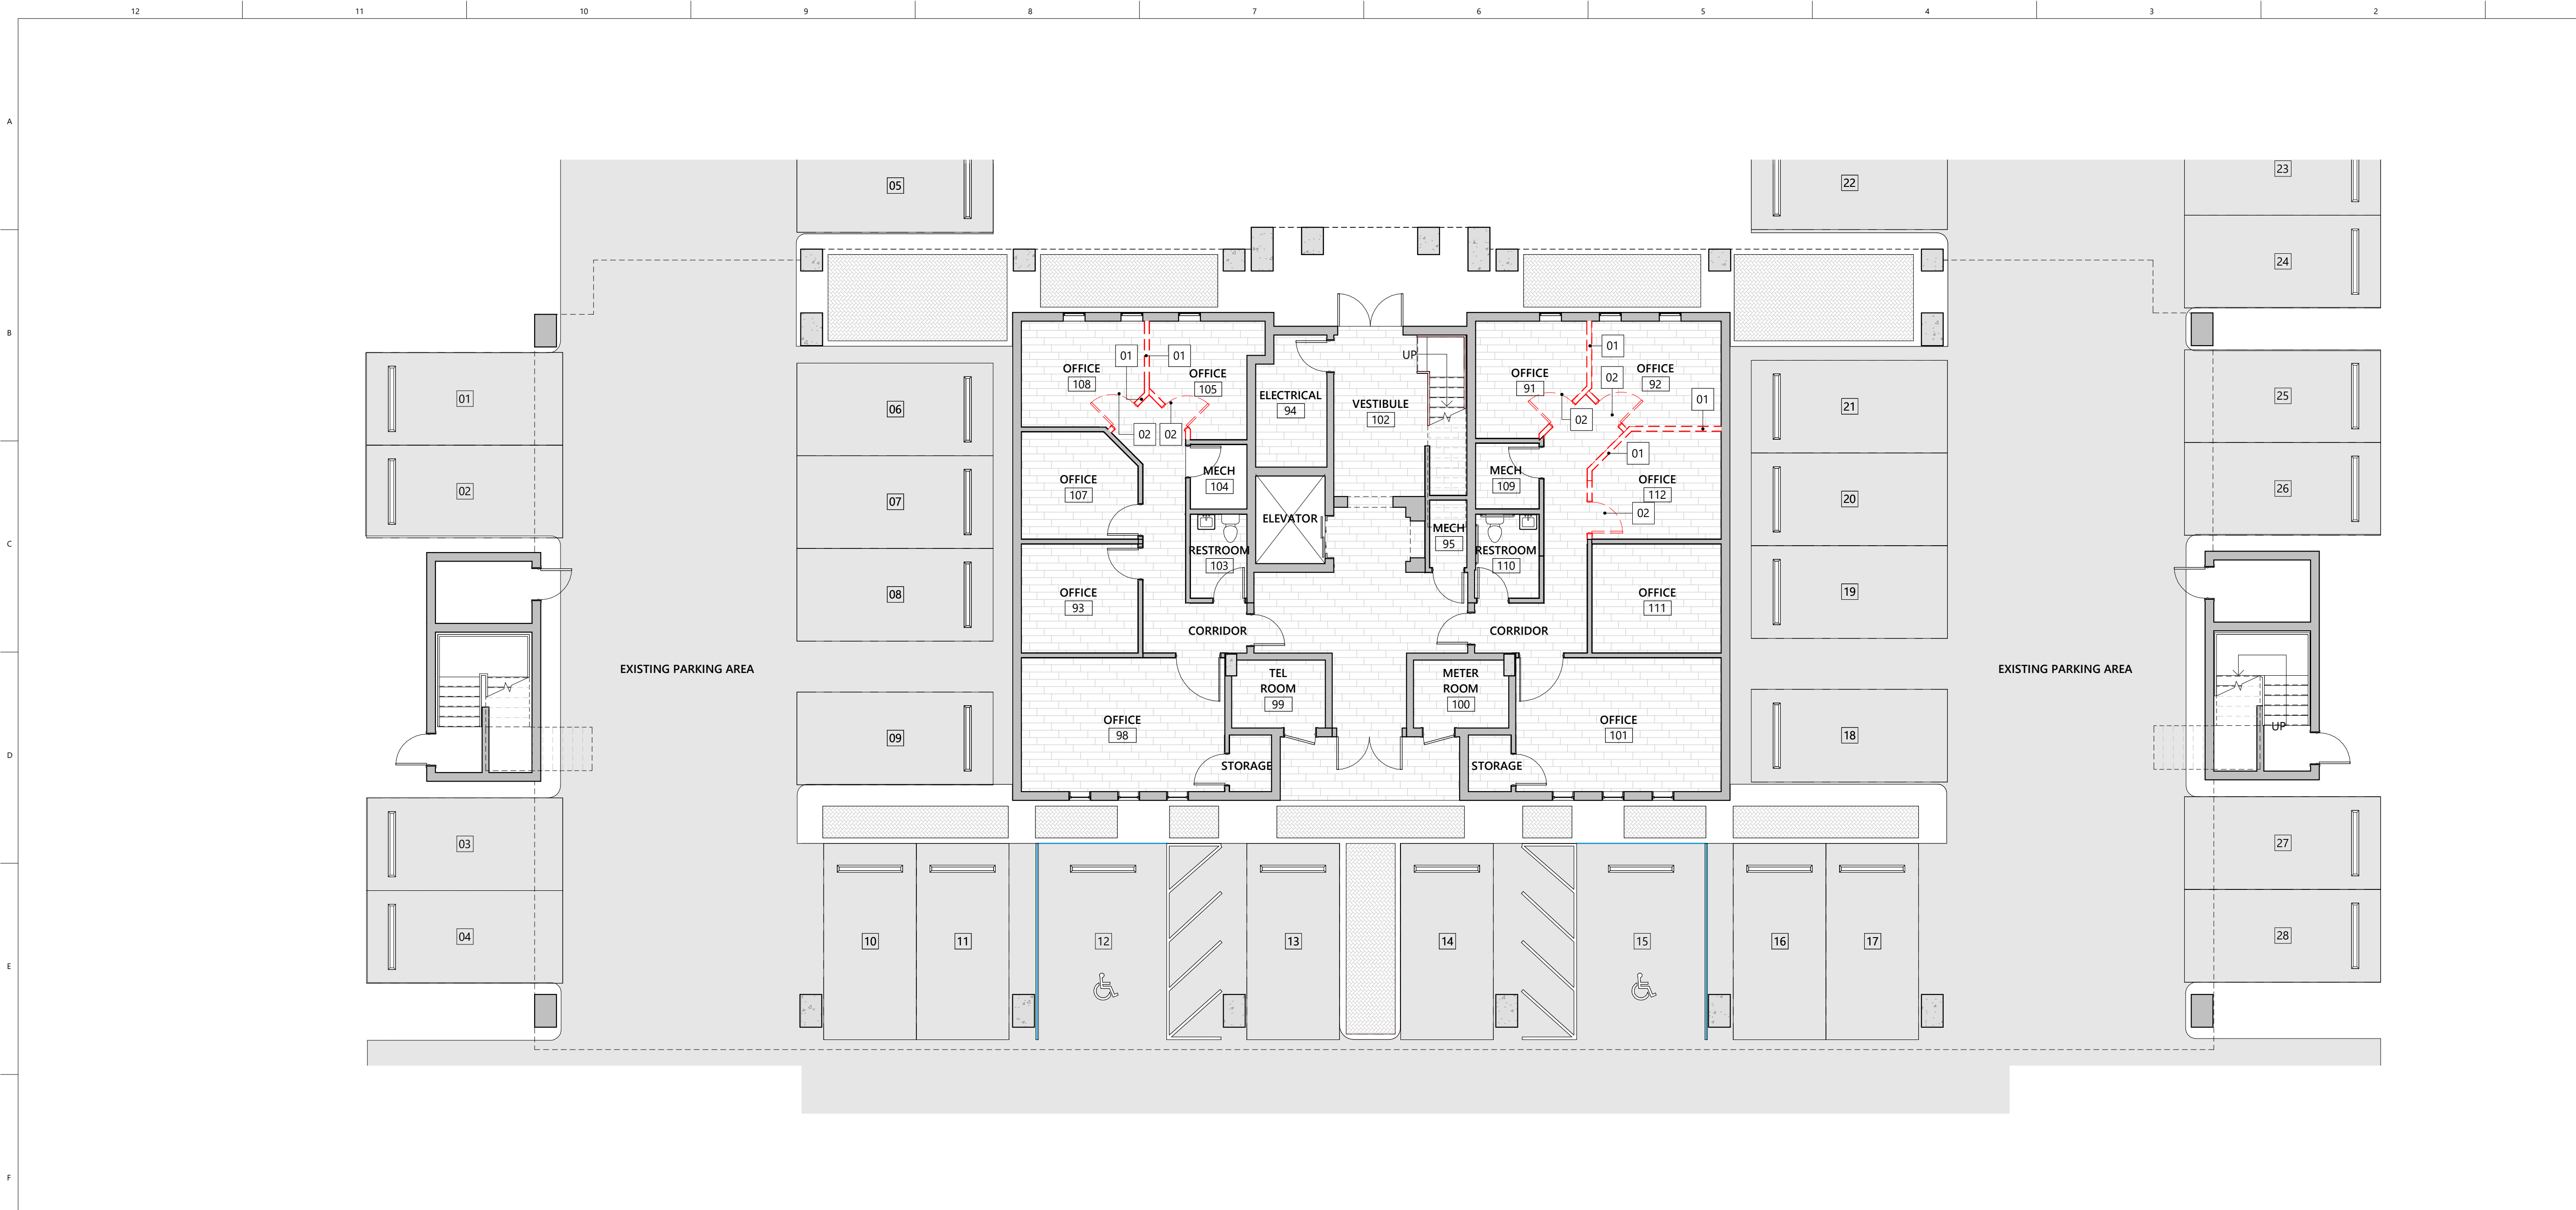 12 11 10 9 8 7 6 5 4 3 2
A
B
C
D
E
F
05
22
23
24
01
02
03
04
06
07
08
09
21
20
19
18
25
26
27
28
EXISTING PARKING AREA
EXISTING PARKING AREA
OFFICE
108
01
01
OFFICE
105
02
02
OFFICE
107
MECH
104
RESTROOM
103
OFFICE
93
CORRIDOR
OFFICE
98
STORAGE
TEL
ROOM
99
ELECTRICAL
94
ELEVATOR
VESTIBULE
102
UP
MECH
95
OFFICE
91
01
02
02
OFFICE
92
01
01
MECH
109
OFFICE
112
02
RESTROOM
110
OFFICE
111
CORRIDOR
METER
ROOM
100
STORAGE
OFFICE
101
UP
10
11
12
13
14
15
16
17